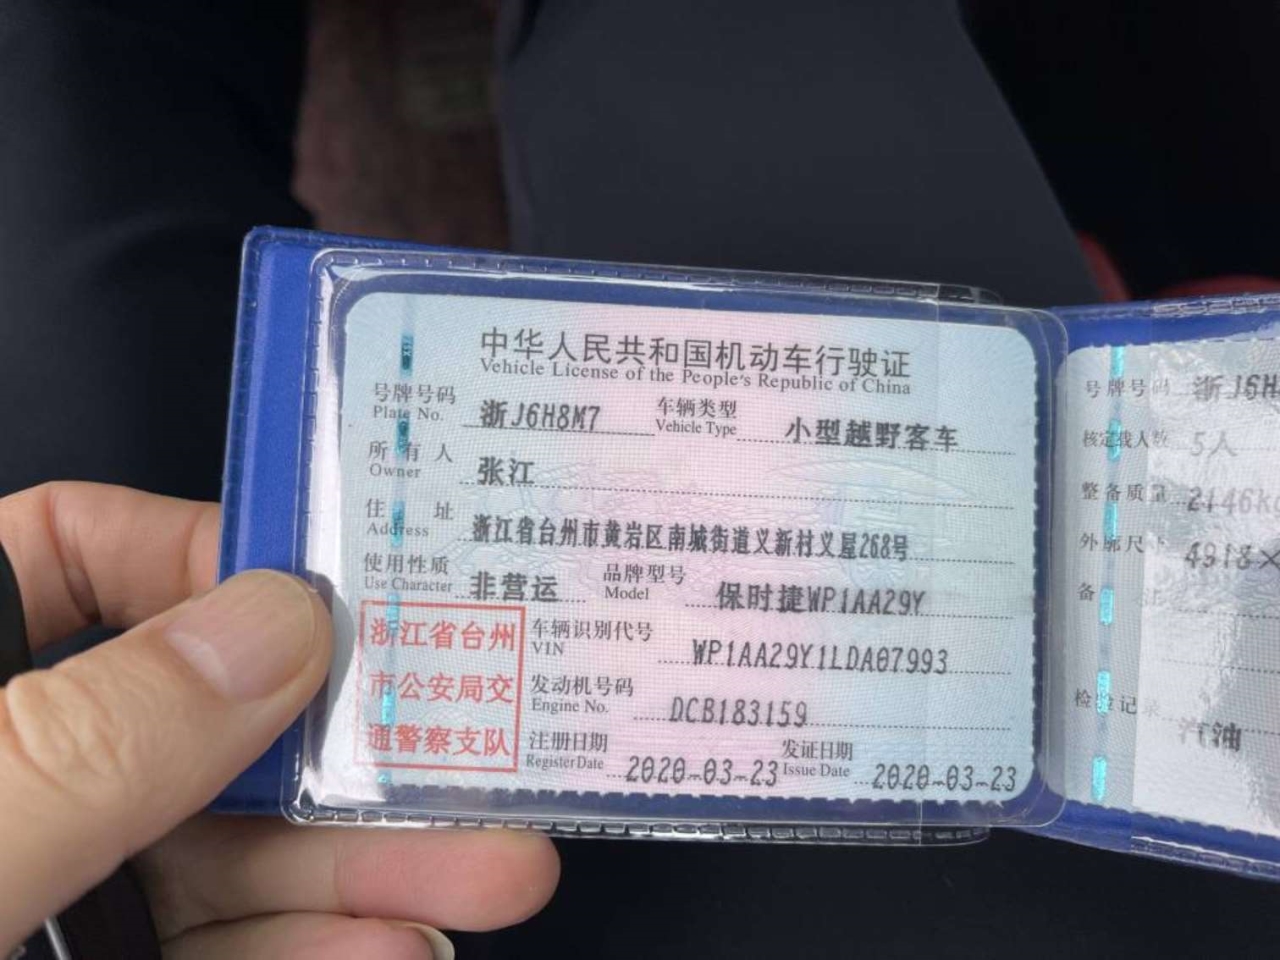 中华人民共和国机动车行驶证
Vehicle License of the People's Republic of China
号牌号码 浙J6H8M7 车辆类型 小型越野客车
Plate No. Vehicle Type
所有人 张江
Owner
住址 浙江省台州市黄岩区南城街道义新村义屋268号
Address
使用性质 非营运 品牌型号 保时捷WP1AA29Y
Use Character Model
浙江省台州
市公安局交
通警察支队
车辆识别代号 WP1AA29Y1LDA07993
VIN
发动机号码 DCB183159
Engine No.
注册日期 2020-03-23 发证日期 2020-03-23
Register Date Issue Date
号牌号码 浙J6H
核定载人数 5人
整备质量 2146k
外廓尺寸 4918×
备
检验记录
汽油